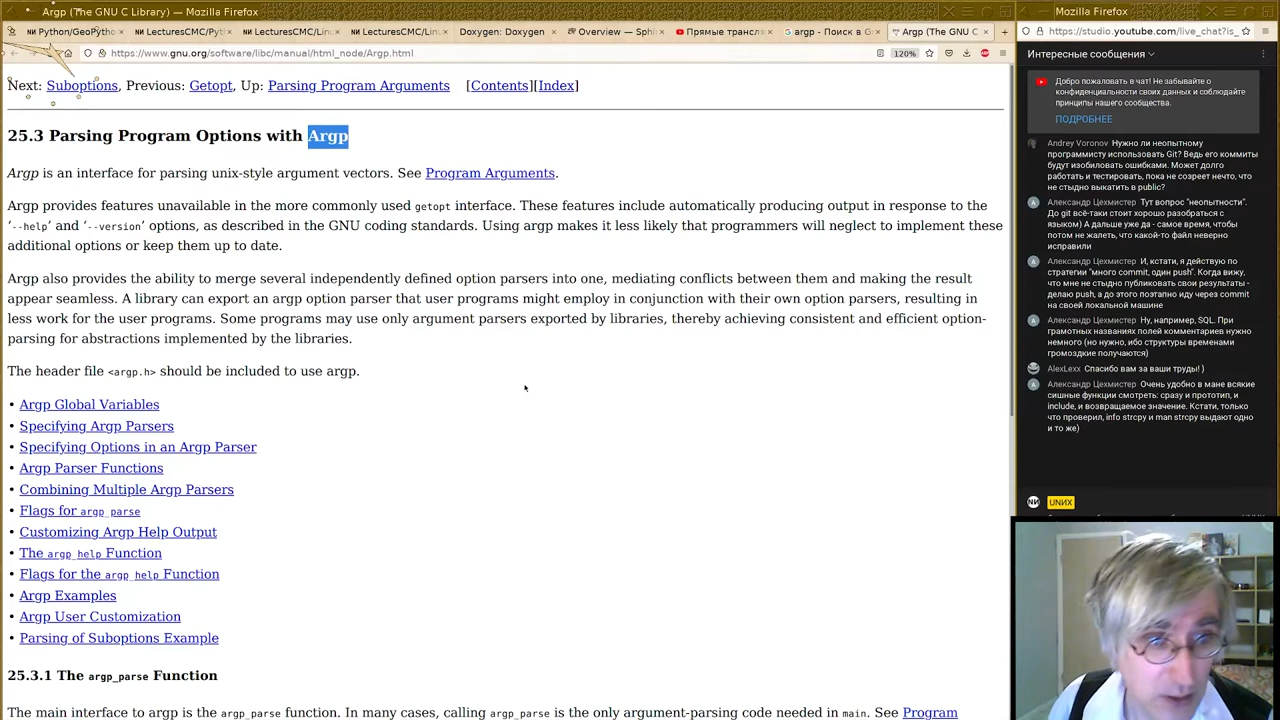 Argp (The GNU C Library) — Mozilla Firefox
Python/GeoPython LecturesCMC/Pyt LecturesCMC/Linu LecturesCMC/Linu Doxygen: Doxygen Overview — Sphi Прямые трансл argp - Поиск в Go Argp (The GNU C
https://www.gnu.org/software/libc/manual/html_node/Argp.html 120%
Next: Suboptions, Previous: Getopt, Up: Parsing Program Arguments [Contents][Index]
25.3 Parsing Program Options with Argp
Argp is an interface for parsing unix-style argument vectors. See Program Arguments.
Argp provides features unavailable in the more commonly used getopt interface. These features include automatically producing output in response to the
‘--help’ and ‘--version’ options, as described in the GNU coding standards. Using argp makes it less likely that programmers will neglect to implement these
additional options or keep them up to date.
Argp also provides the ability to merge several independently defined option parsers into one, mediating conflicts between them and making the result
appear seamless. A library can export an argp option parser that user programs might employ in conjunction with their own option parsers, resulting in
less work for the user programs. Some programs may use only argument parsers exported by libraries, thereby achieving consistent and efficient option-
parsing for abstractions implemented by the libraries.
The header file <argp.h> should be included to use argp.
• Argp Global Variables
• Specifying Argp Parsers
• Specifying Options in an Argp Parser
• Argp Parser Functions
• Combining Multiple Argp Parsers
• Flags for argp_parse
• Customizing Argp Help Output
• The argp_help Function
• Flags for the argp_help Function
• Argp Examples
• Argp User Customization
• Parsing of Suboptions Example
25.3.1 The argp_parse Function
The main interface to argp is the argp_parse function. In many cases, calling argp_parse is the only argument-parsing code needed in main. See Program
Mozilla Firefox
https://studio.youtube.com/live_chat?is_
Интересные сообщения
Добро пожаловать в чат! Не забывайте о
конфиденциальности своих данных и соблюдайте
принципы нашего сообщества.
ПОДРОБНЕЕ
Andrey Voronov Нужно ли неопытному
программисту использовать Git? Ведь его коммиты
будут изобиловать ошибками. Может долго
работать и тестировать, пока не созреет нечто, что
не стыдно выкатить в public?
Александр Цехмистер Тут вопрос "неопытности".
До git всё-таки стоит хорошо разобраться с
языком) А дальше уже да - самое время, чтобы
потом не жалеть, что какой-то файл неверно
исправили
Александр Цехмистер И, кстати, я действую по
стратегии "много commit, один push". Когда вижу,
что мне не стыдно публиковать свои результаты -
делаю push, а до этого поэтапно иду через commit
на своей локальной машине
Александр Цехмистер Ну, например, SQL. При
грамотных названиях полей комментариев нужно
немного (но нужно, ибо структуры временами
громоздкие получаются)
AlexLexx Спасибо вам за ваши труды! )
Александр Цехмистер Очень удобно в мане всякие
сишные функции смотреть: сразу и прототип, и
include, и возвращаемое значение. Кстати, только
что проверил, info strcpy и man strcpy выдают одно
и то же)
UNИX